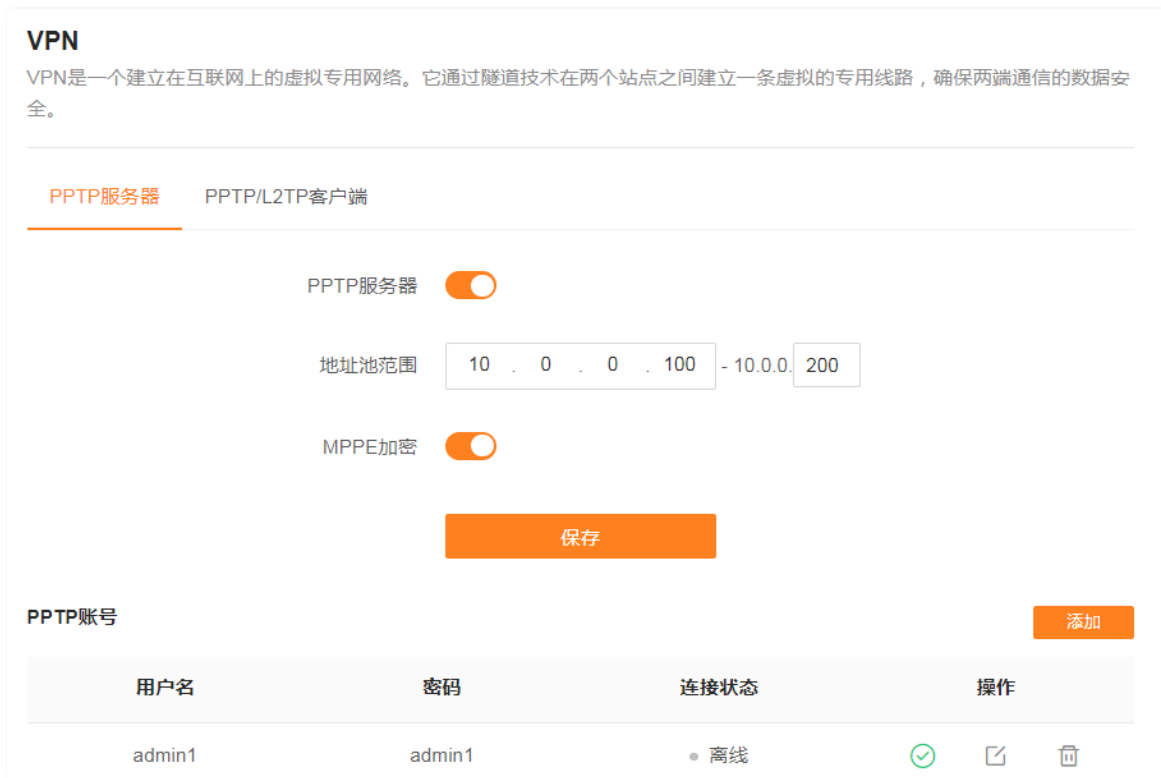 VPN
VPN是一个建立在互联网上的虚拟专用网络。它通过隧道技术在两个站点之间建立一条虚拟的专用线路，确保两端通信的数据安
全。
PPTP服务器 PPTP/L2TP客户端
PPTP服务器
地址池范围 10 . 0 . 0 . 100 - 10.0.0. 200
MPPE加密
保存
PPTP账号 添加
用户名 密码 连接状态 操作
admin1 admin1 离线